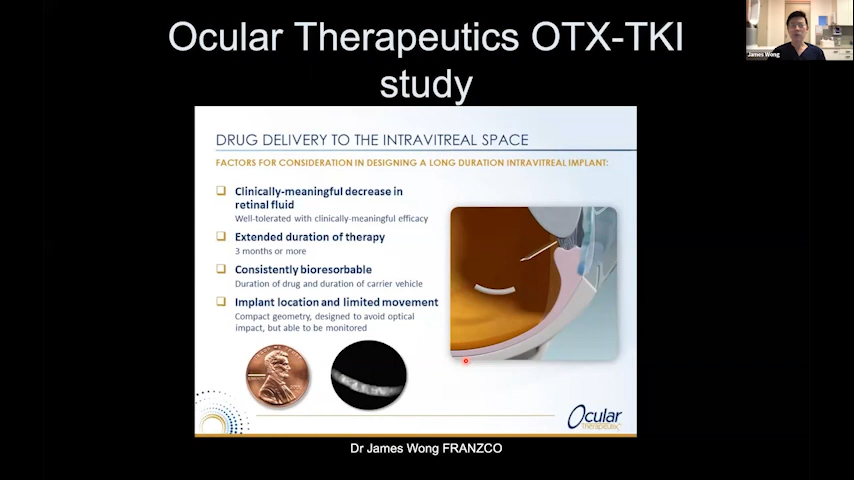 Ocular Therapeutics OTX-TKI
study
James Wong
DRUG DELIVERY TO THE INTRAVITREAL SPACE
FACTORS FOR CONSIDERATION IN DESIGNING A LONG DURATION INTRAVITREAL IMPLANT:
Clinically-meaningful decrease in
retinal fluid
Well-tolerated with clinically-meaningful efficacy
Extended duration of therapy
3 months or more
Consistently bioresorbable
Duration of drug and duration of carrier vehicle
Implant location and limited movement
Compact geometry, designed to avoid optical
impact, but able to be monitored
Ocular
Therapeutix
Dr James Wong FRANZCO